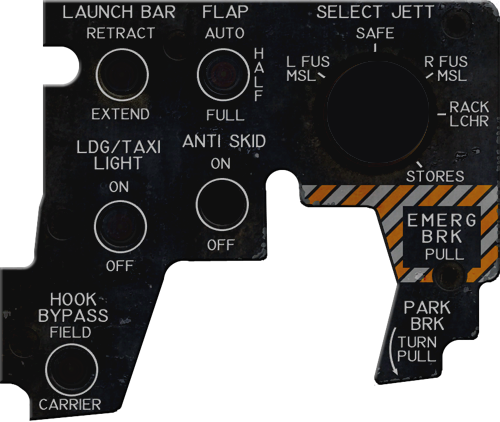 LAUNCH BAR
RETRACT
EXTEND
FLAP
AUTO
HALF
FULL
SELECT JETT
SAFE
L FUS
MSL
R FUS
MSL
RACK
LCHR
STORES
LDG/TAXI
LIGHT
ON
OFF
ANTI SKID
ON
OFF
EMERG
BRK
PULL
PARK
BRK
TURN
PULL
HOOK
BYPASS
FIELD
CARRIER